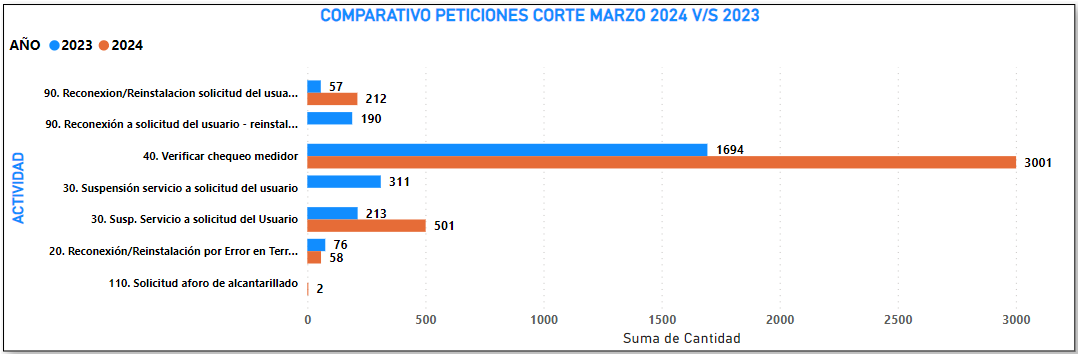 COMPARATIVO PETICIONES CORTE MARZO 2024 V/S 2023
AÑO 2023 2024
ACTIVIDAD
90. Reconexion/Reinstalacion solicitud del usua... 57
212
90. Reconexión a solicitud del usuario - reinstal... 190
40. Verificar chequeo medidor 1694
3001
30. Suspensión servicio a solicitud del usuario 311
30. Susp. Servicio a solicitud del Usuario 213
501
20. Reconexión/Reinstalación por Error en Terr... 76
58
110. Solicitud aforo de alcantarillado 2
0 500 1000 1500 2000 2500 3000
Suma de Cantidad